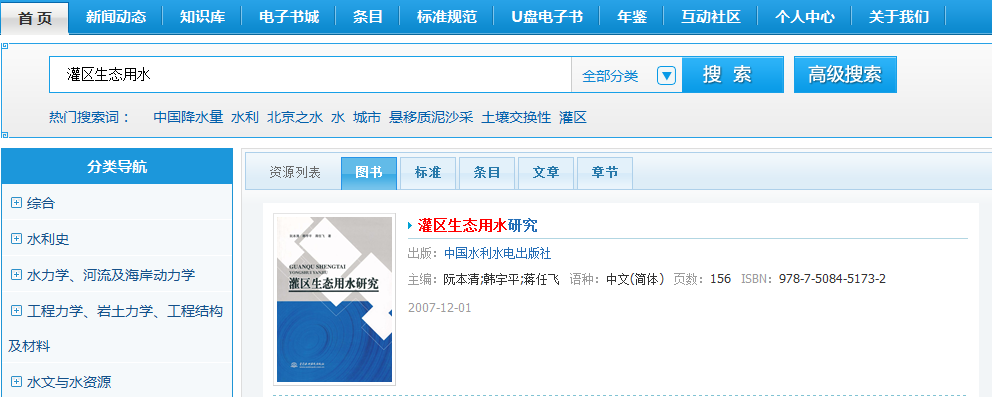 首 页 新闻动态 知识库 电子书城 条目 标准规范 U盘电子书 年鉴 互动社区 个人中心 关于我们
灌区生态用水 全部分类 搜 索 高级搜索
热门搜索词： 中国降水量 水利 北京之水 水 城市 悬移质泥沙采 土壤交换性 灌区
分类导航
综合
水利史
水力学、河流及海岸动力学
工程力学、岩土力学、工程结构
及材料
水文与水资源
资源列表 图书 标准 条目 文章 章节
GUANQU SHENGTAI
YONGSHUI YANJIU
灌区生态用水研究
灌区生态用水研究
出版：中国水利水电出版社
主编：阮本清;韩宇平;蒋任飞 语种：中文(简体) 页数：156 ISBN：978-7-5084-5173-2
2007-12-01